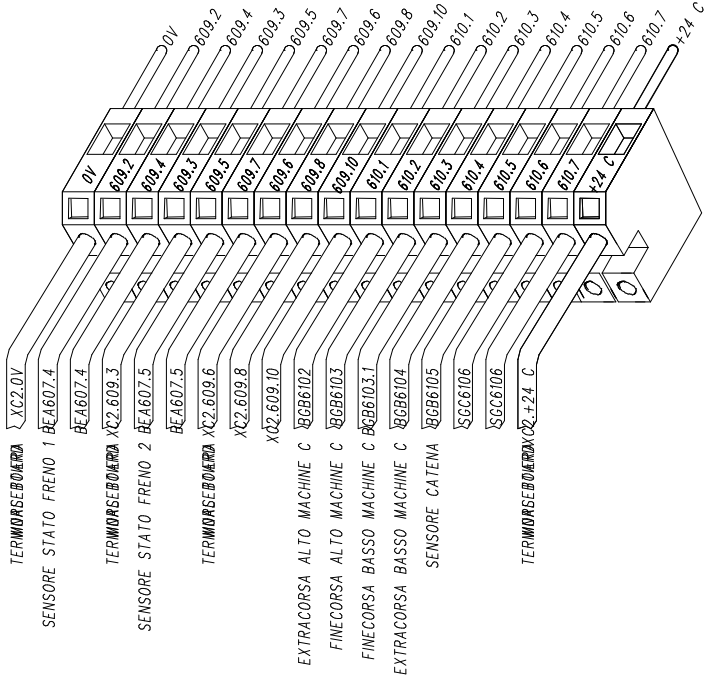 0V
609.2
609.4
609.3
609.5
609.7
609.6
609.8
609.10
610.1
610.2
610.3
610.4
610.5
610.6
610.7
+24 C
0V
609.2
609.4
609.3
609.5
609.7
609.6
609.8
609.10
610.1
610.2
610.3
610.4
610.5
610.6
610.7
+24 C
XC2.0V
SENSORE STATO FRENO 1 BEA607.4
BEA607.4
XC2.609.3
SENSORE STATO FRENO 2 BEA607.5
BEA607.5
XC2.609.6
XC2.609.8
XC2.609.10
EXTRACORSA ALTO MACHINE C BGB6102
FINECORSA ALTO MACHINE C BGB6103
FINECORSA BASSO MACHINE C BGB6103.1
EXTRACORSA BASSO MACHINE C BGB6104
SENSORE CATENA BGB6105
SGC6106
SGC6106
XC2.+24 C